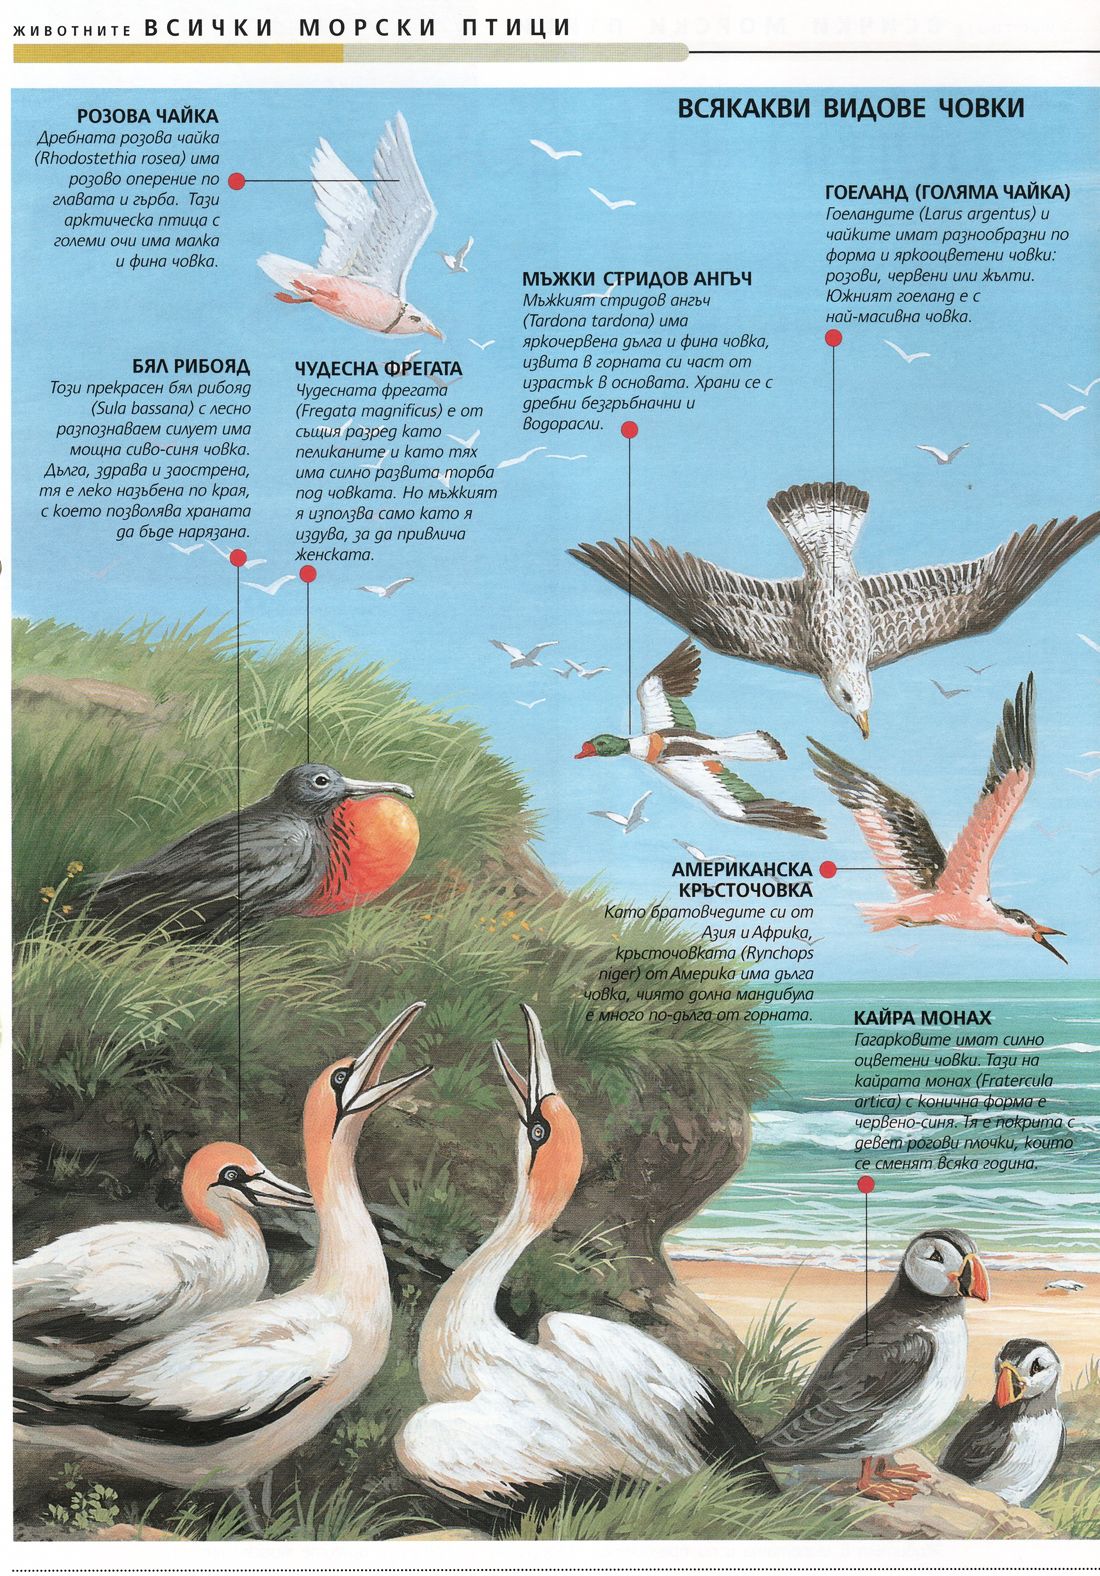 ЖИВОТНИТЕ ВСИЧКИ МОРСКИ ПТИЦИ
ВСЯКАКВИ ВИДОВЕ ЧОВКИ
РОЗОВА ЧАЙКА
Дребната розова чайка
(Rhodostethia rosea) има
розово оперение по
главата и гърба. Тази
арктическа птица с
големи очи има малка
и фина човка.
ГОЕЛАНД (ГОЛЯМА ЧАЙКА)
Гоеландите (Larus argentus) и
чайките имат разнообразни по
форма и яркооцветени човки:
розови, червени или жълти.
Южният гоеланд е с
най-масивна човка.
МЪЖКИ СТРИДОВ АНГЪЧ
Мъжкият стридов ангъч
(Tardona tardona) има
яркочервена дълга и фина човка,
извита в горната си част от
израстък в основата. Храни се с
дребни безгръбначни и
водорасли.
БЯЛ РИБОЯД
Този прекрасен бял рибояд
(Sula bassana) с лесно
разпознаваем силует има
мощна сиво-синя човка.
Дълга, здрава и заострена,
тя е леко назъбена по края,
с което позволява храната
да бъде нарязана.
ЧУДЕСНА ФРЕГАТА
Чудесната фрегата
(Fregata magnificus) е от
същия разред като
пеликаните и като тях
има силно развита торба
под човката. Но мъжкият
я използва само като я
издува, за да привлича
женската.
АМЕРИКАНСКА
КРЪСТОЧОВКА
Като братовчедите си от
Азия и Африка,
кръсточовката (Rynchops
niger) от Америка има дълга
човка, чиято долна мандибула
е много по-дълга от горната.
КАЙРА МОНАХ
Гагарковите имат силно
оцветени човки. Тази на
кайрата монах (Fratercula
artica) с конична форма е
червено-синя. Тя е покрита с
девет рогови плочки, които
се сменят всяка година.